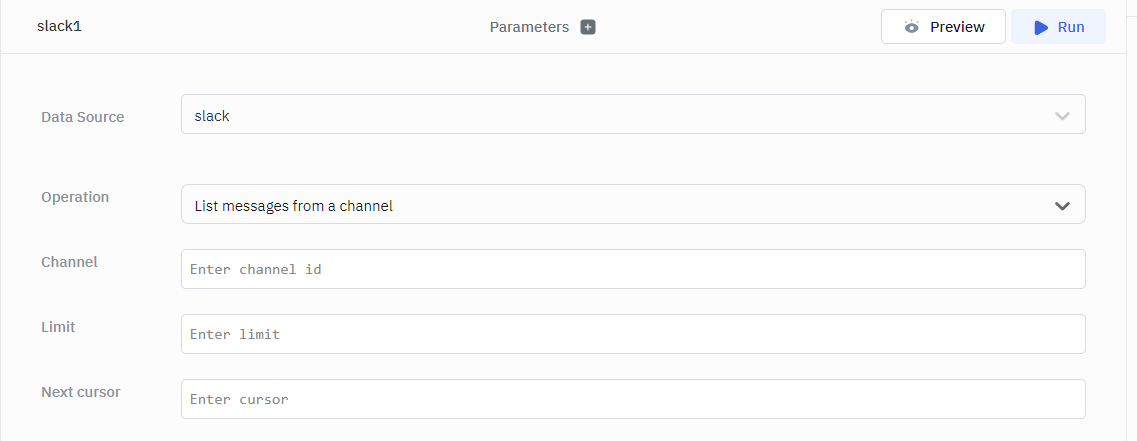 slack1
Parameters
Preview
Run
Data Source
slack
Operation
List messages from a channel
Channel
Enter channel id
Limit
Enter limit
Next cursor
Enter cursor